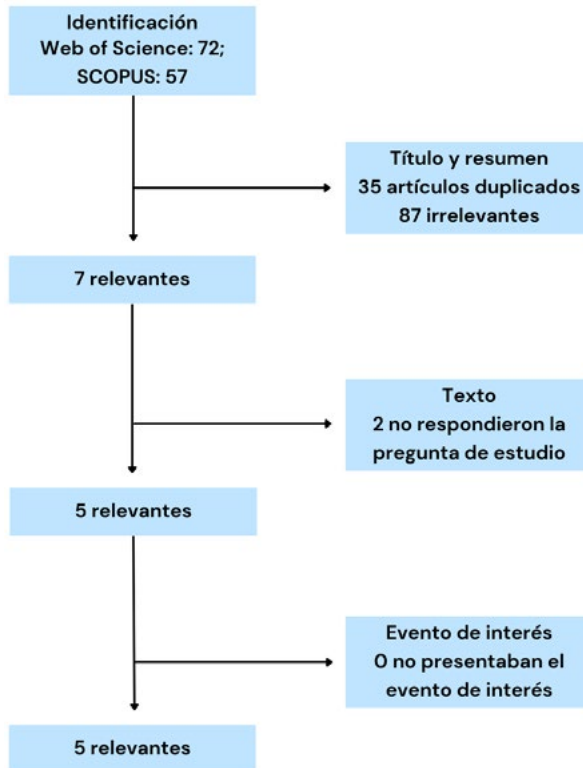 Identificación
Web of Science: 72;
SCOPUS: 57
Título y resumen
35 artículos duplicados
87 irrelevantes
7 relevantes
Texto
2 no respondieron la
pregunta de estudio
5 relevantes
Evento de interés
0 no presentaban el
evento de interés
5 relevantes